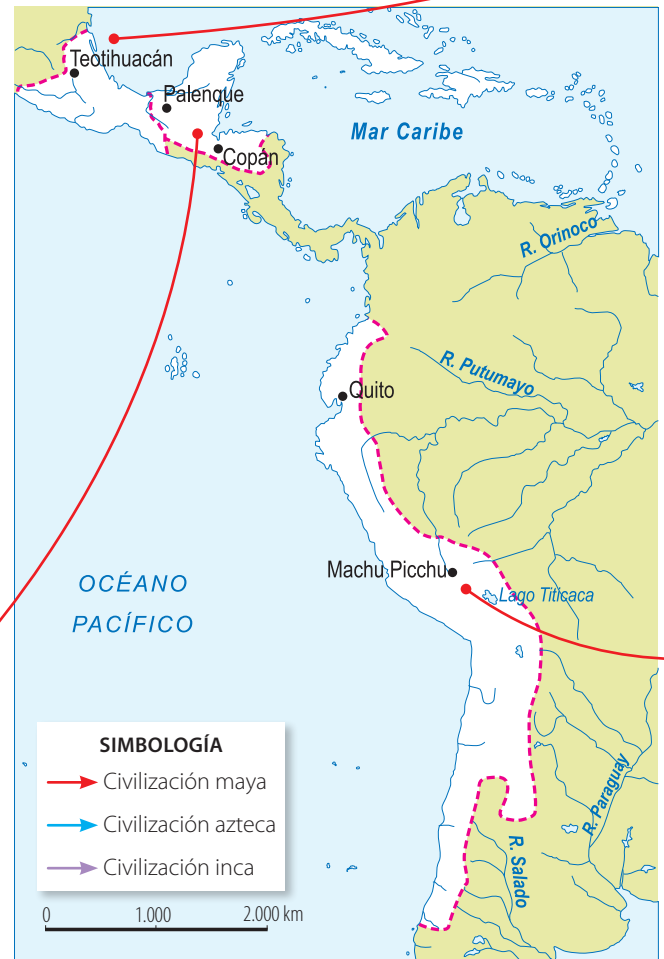 Teotihuacán
Palenque
Copán
Mar Caribe
R. Orinoco
R. Putumayo
Quito
Machu Picchu
Lago Titicaca
OCÉANO
PACÍFICO
R. Paraguay
R. Salado
SIMBOLOGÍA
Civilización maya
Civilización azteca
Civilización inca
0 1.000 2.000 km